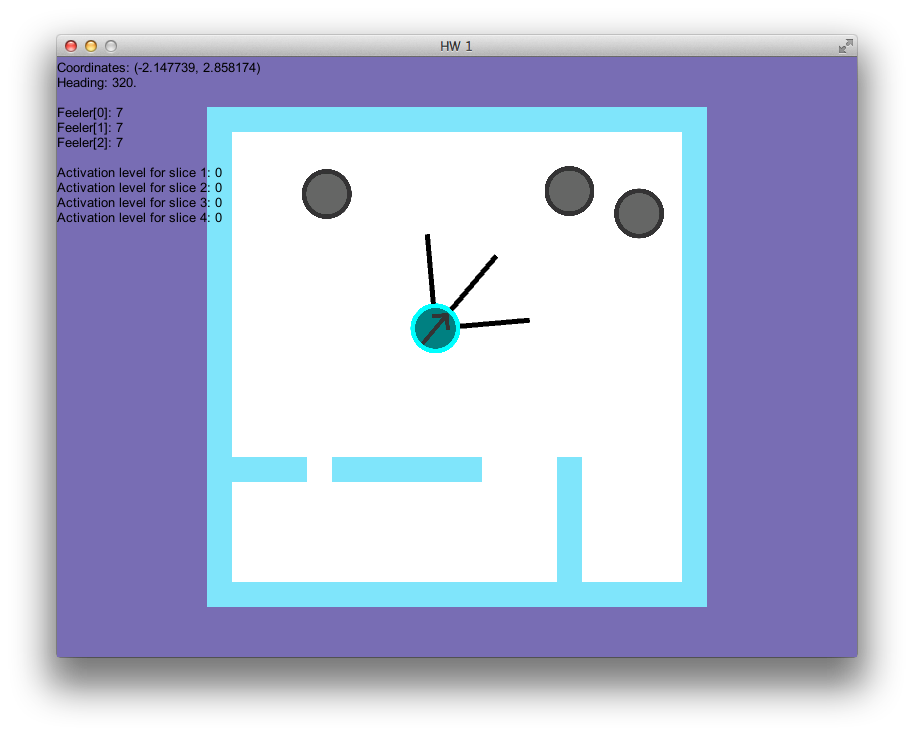 HW 1
Coordinates: (-2.147739, 2.858174)
Heading: 320.
Feeler[0]: 7
Feeler[1]: 7
Feeler[2]: 7
Activation level for slice 1: 0
Activation level for slice 2: 0
Activation level for slice 3: 0
Activation level for slice 4: 0